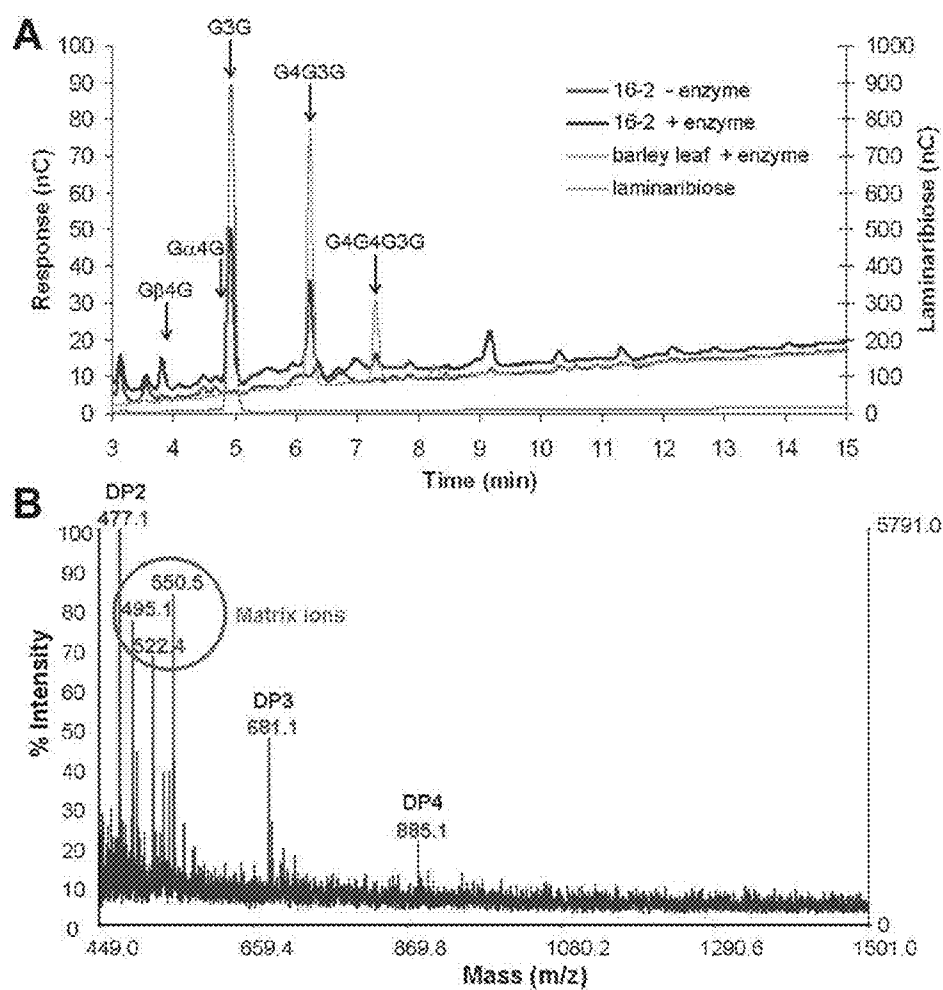 A
G3G
G4G3G
G4G4G3G
Gα4G
Gβ4G
16-2 - enzyme
16-2 + enzyme
barley leaf + enzyme
laminaribiose
Response (nC)
100
90
80
70
60
50
40
30
20
10
0
Laminaribiose (nC)
1000
900
800
700
600
500
400
300
200
100
0
3 4 5 6 7 8 9 10 11 12 13 14 15
Time (min)
B
DP2
477.1
550.5
495.1
522.4
Matrix ions
DP3
681.1
DP4
885.1
5791.0
0
% Intensity
100
90
80
70
60
50
40
30
20
10
0
449.0 659.4 869.8 1080.2 1290.6 1501.0
Mass (m/z)